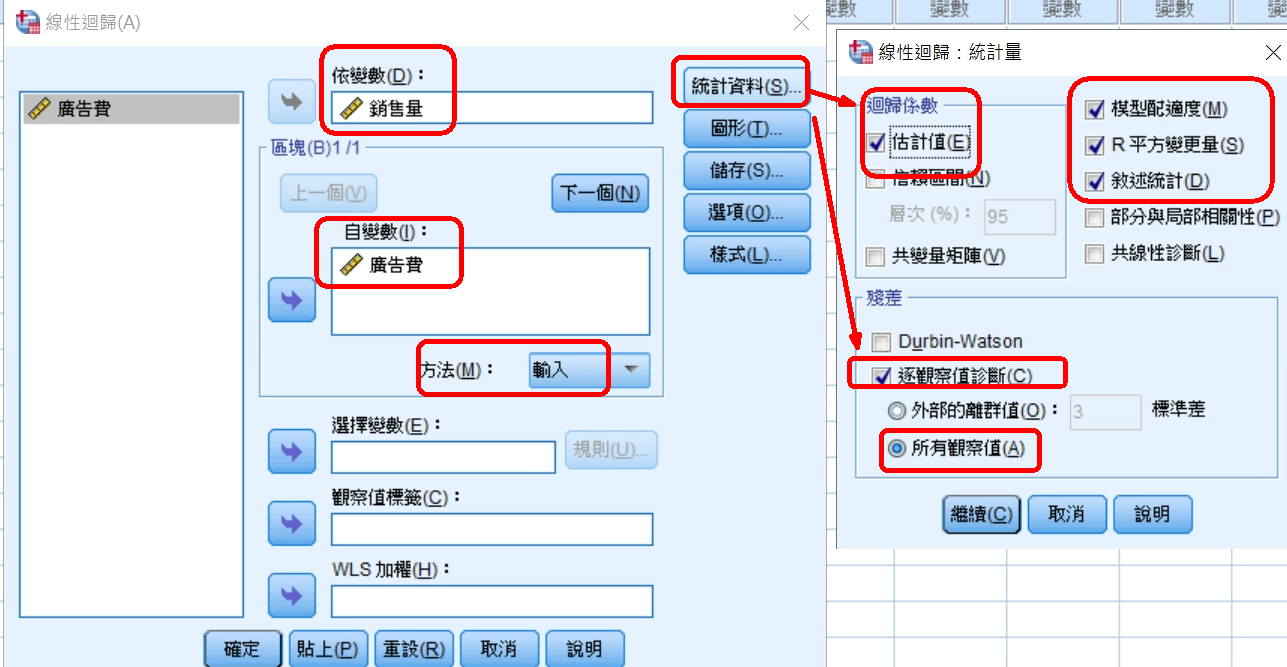 線性迴歸(A)
廣告費
依變數(D)：
銷售量
區塊(B)1 /1
上一個(V)
下一個(N)
自變數(I)：
廣告費
方法(M)：
輸入
選擇變數(E)：
規則(U)...
觀察值標籤(C)：
WLS 加權(H)：
統計資料(S)...
圖形(T)...
儲存(S)...
選項(O)...
樣式(L)...
確定
貼上(P)
重設(R)
取消
說明
變數
變數
變數
變數
線性迴歸：統計量
迴歸係數
估計值(E)
信賴區間(N)
層次 (%)：
95
共變量矩陣(V)
模型配適度(M)
R 平方變更量(S)
敘述統計(D)
部分與局部相關性(P)
共線性診斷(L)
殘差
Durbin-Watson
逐觀察值診斷(C)
外部的離群值(O)：
3
標準差
所有觀察值(A)
繼續(C)
取消
說明